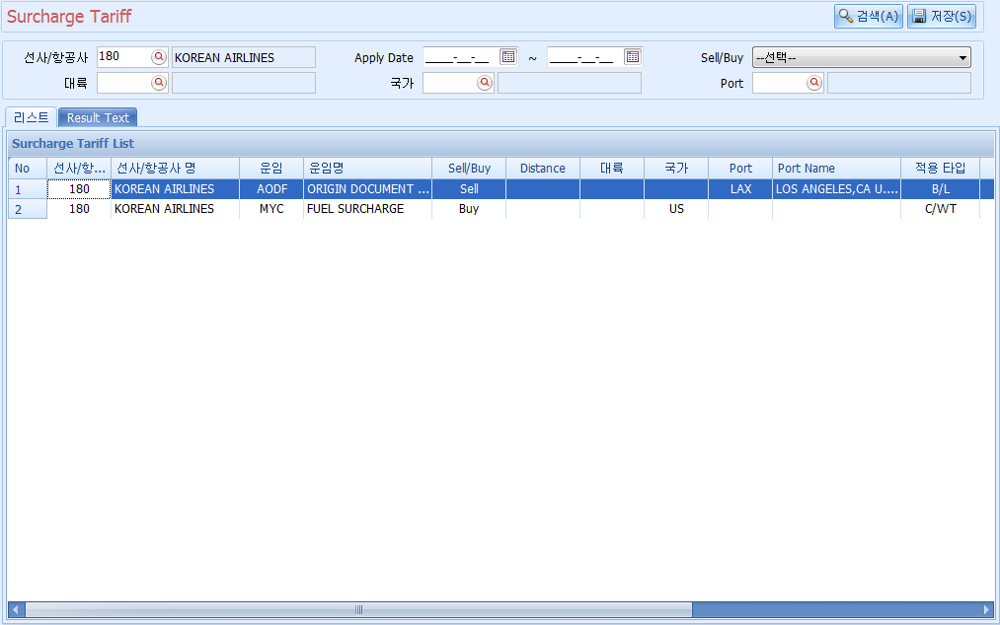 Surcharge Tariff 검색(A) 저장(S)
선사/항공사 180 KOREAN AIRLINES Apply Date ____-__-__ ~ ____-__-__ Sell/Buy --선택--
대륙 국가 Port
리스트 Result Text
Surcharge Tariff List
No 선사/항... 선사/항공사 명 운임 운임명 Sell/Buy Distance 대륙 국가 Port Port Name 적용 타입
1 180 KOREAN AIRLINES AODF ORIGIN DOCUMENT ... Sell LAX LOS ANGELES,CA U.... B/L
2 180 KOREAN AIRLINES MYC FUEL SURCHARGE Buy US C/WT